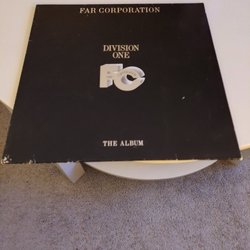 FAR CORPORATION
DIVISION
ONE
FC
THE ALBUM